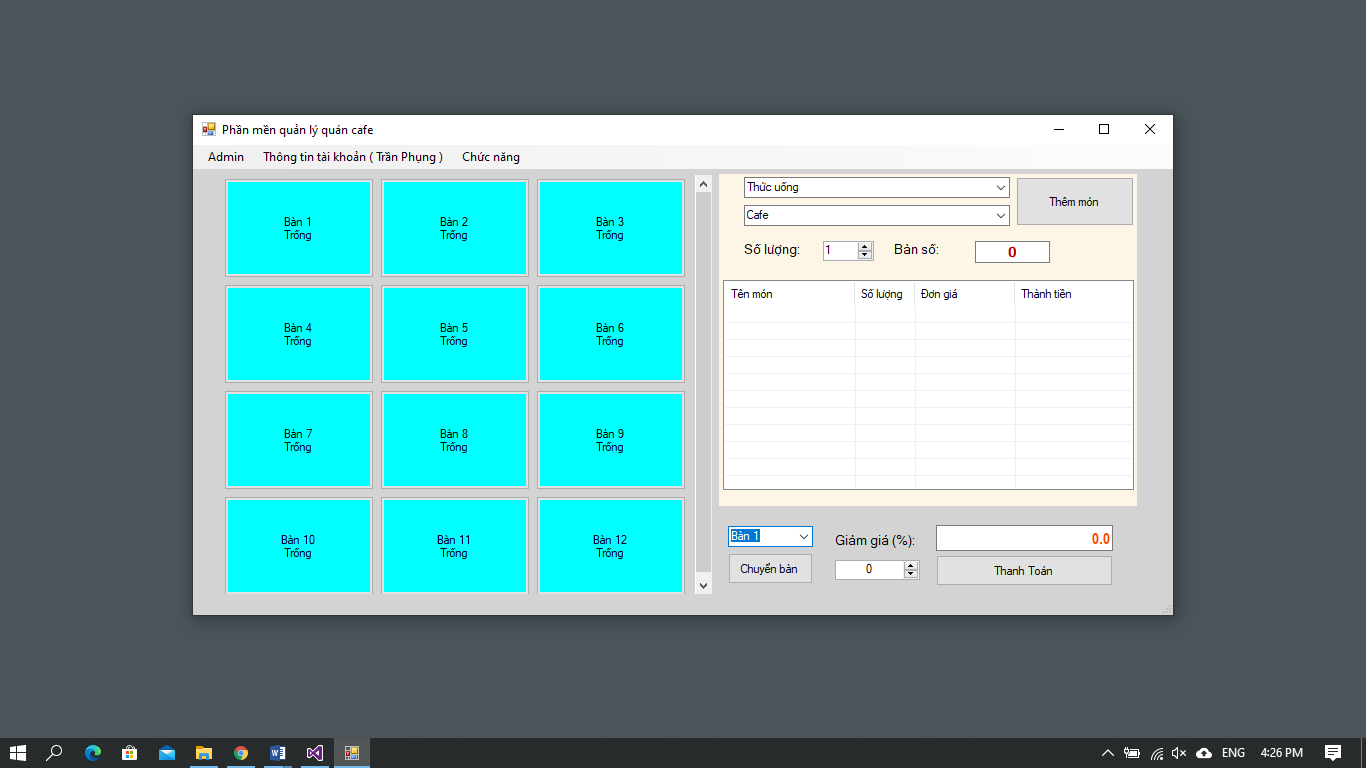 Phần mền quản lý quán cafe
Admin Thông tin tài khoản ( Trần Phụng ) Chức năng
Bàn 1
Trống
Bàn 2
Trống
Bàn 3
Trống
Bàn 4
Trống
Bàn 5
Trống
Bàn 6
Trống
Bàn 7
Trống
Bàn 8
Trống
Bàn 9
Trống
Bàn 10
Trống
Bàn 11
Trống
Bàn 12
Trống
Thức uống
Cafe
Thêm món
Số lượng: 1 Bàn số: 0
Tên món Số lượng Đơn giá Thành tiền
Bàn 1
Chuyển bàn
Giảm giá (%):
0
0.0
Thanh Toán
ENG 4:26 PM